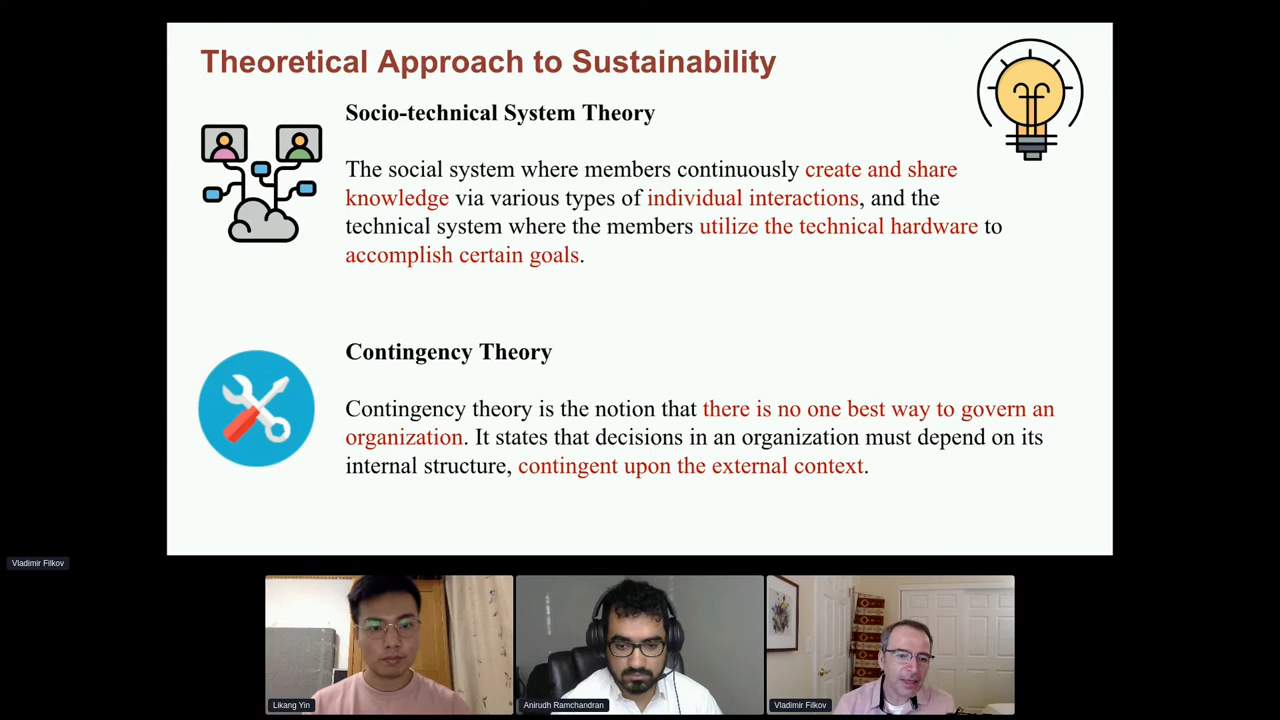 Theoretical Approach to Sustainability
Socio-technical System Theory
The social system where members continuously create and share
knowledge via various types of individual interactions, and the
technical system where the members utilize the technical hardware to
accomplish certain goals.
Contingency Theory
Contingency theory is the notion that there is no one best way to govern an
organization. It states that decisions in an organization must depend on its
internal structure, contingent upon the external context.
Vladimir Filkov
Likang Yin
Anirudh Ramchandran
Vladimir Filkov